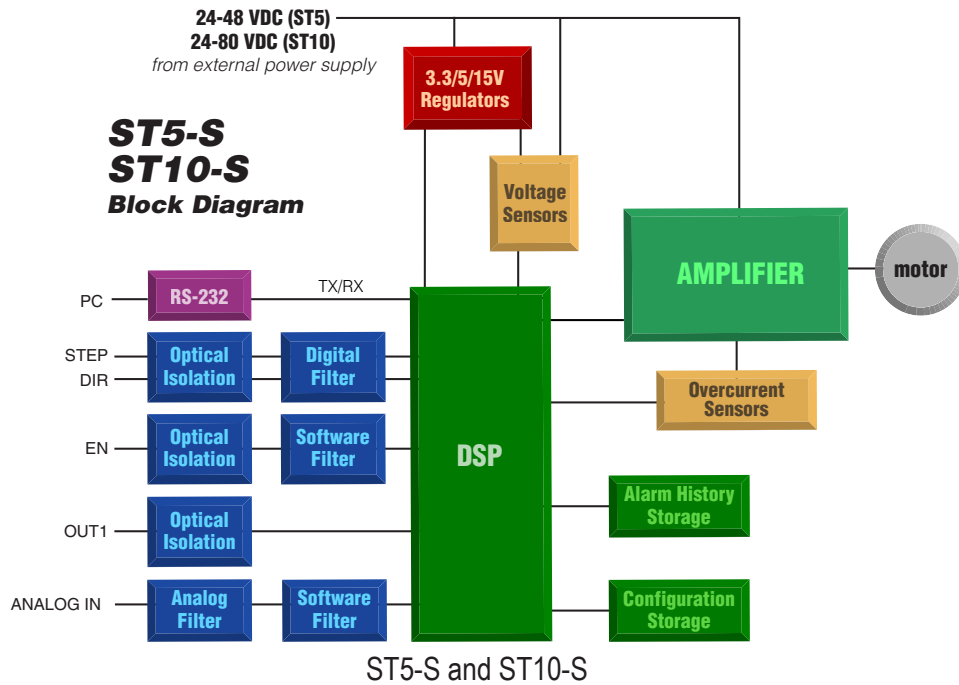 24-48 VDC (ST5)
24-80 VDC (ST10)
from external power supply
3.3/5/15V
Regulators
ST5-S
ST10-S
Block Diagram
Voltage
Sensors
AMPLIFIER
motor
PC
RS-232
TX/RX
STEP
DIR
Optical
Isolation
Digital
Filter
Overcurrent
Sensors
EN
Optical
Isolation
Software
Filter
DSP
OUT1
Optical
Isolation
Alarm History
Storage
ANALOG IN
Analog
Filter
Software
Filter
Configuration
Storage
ST5-S and ST10-S